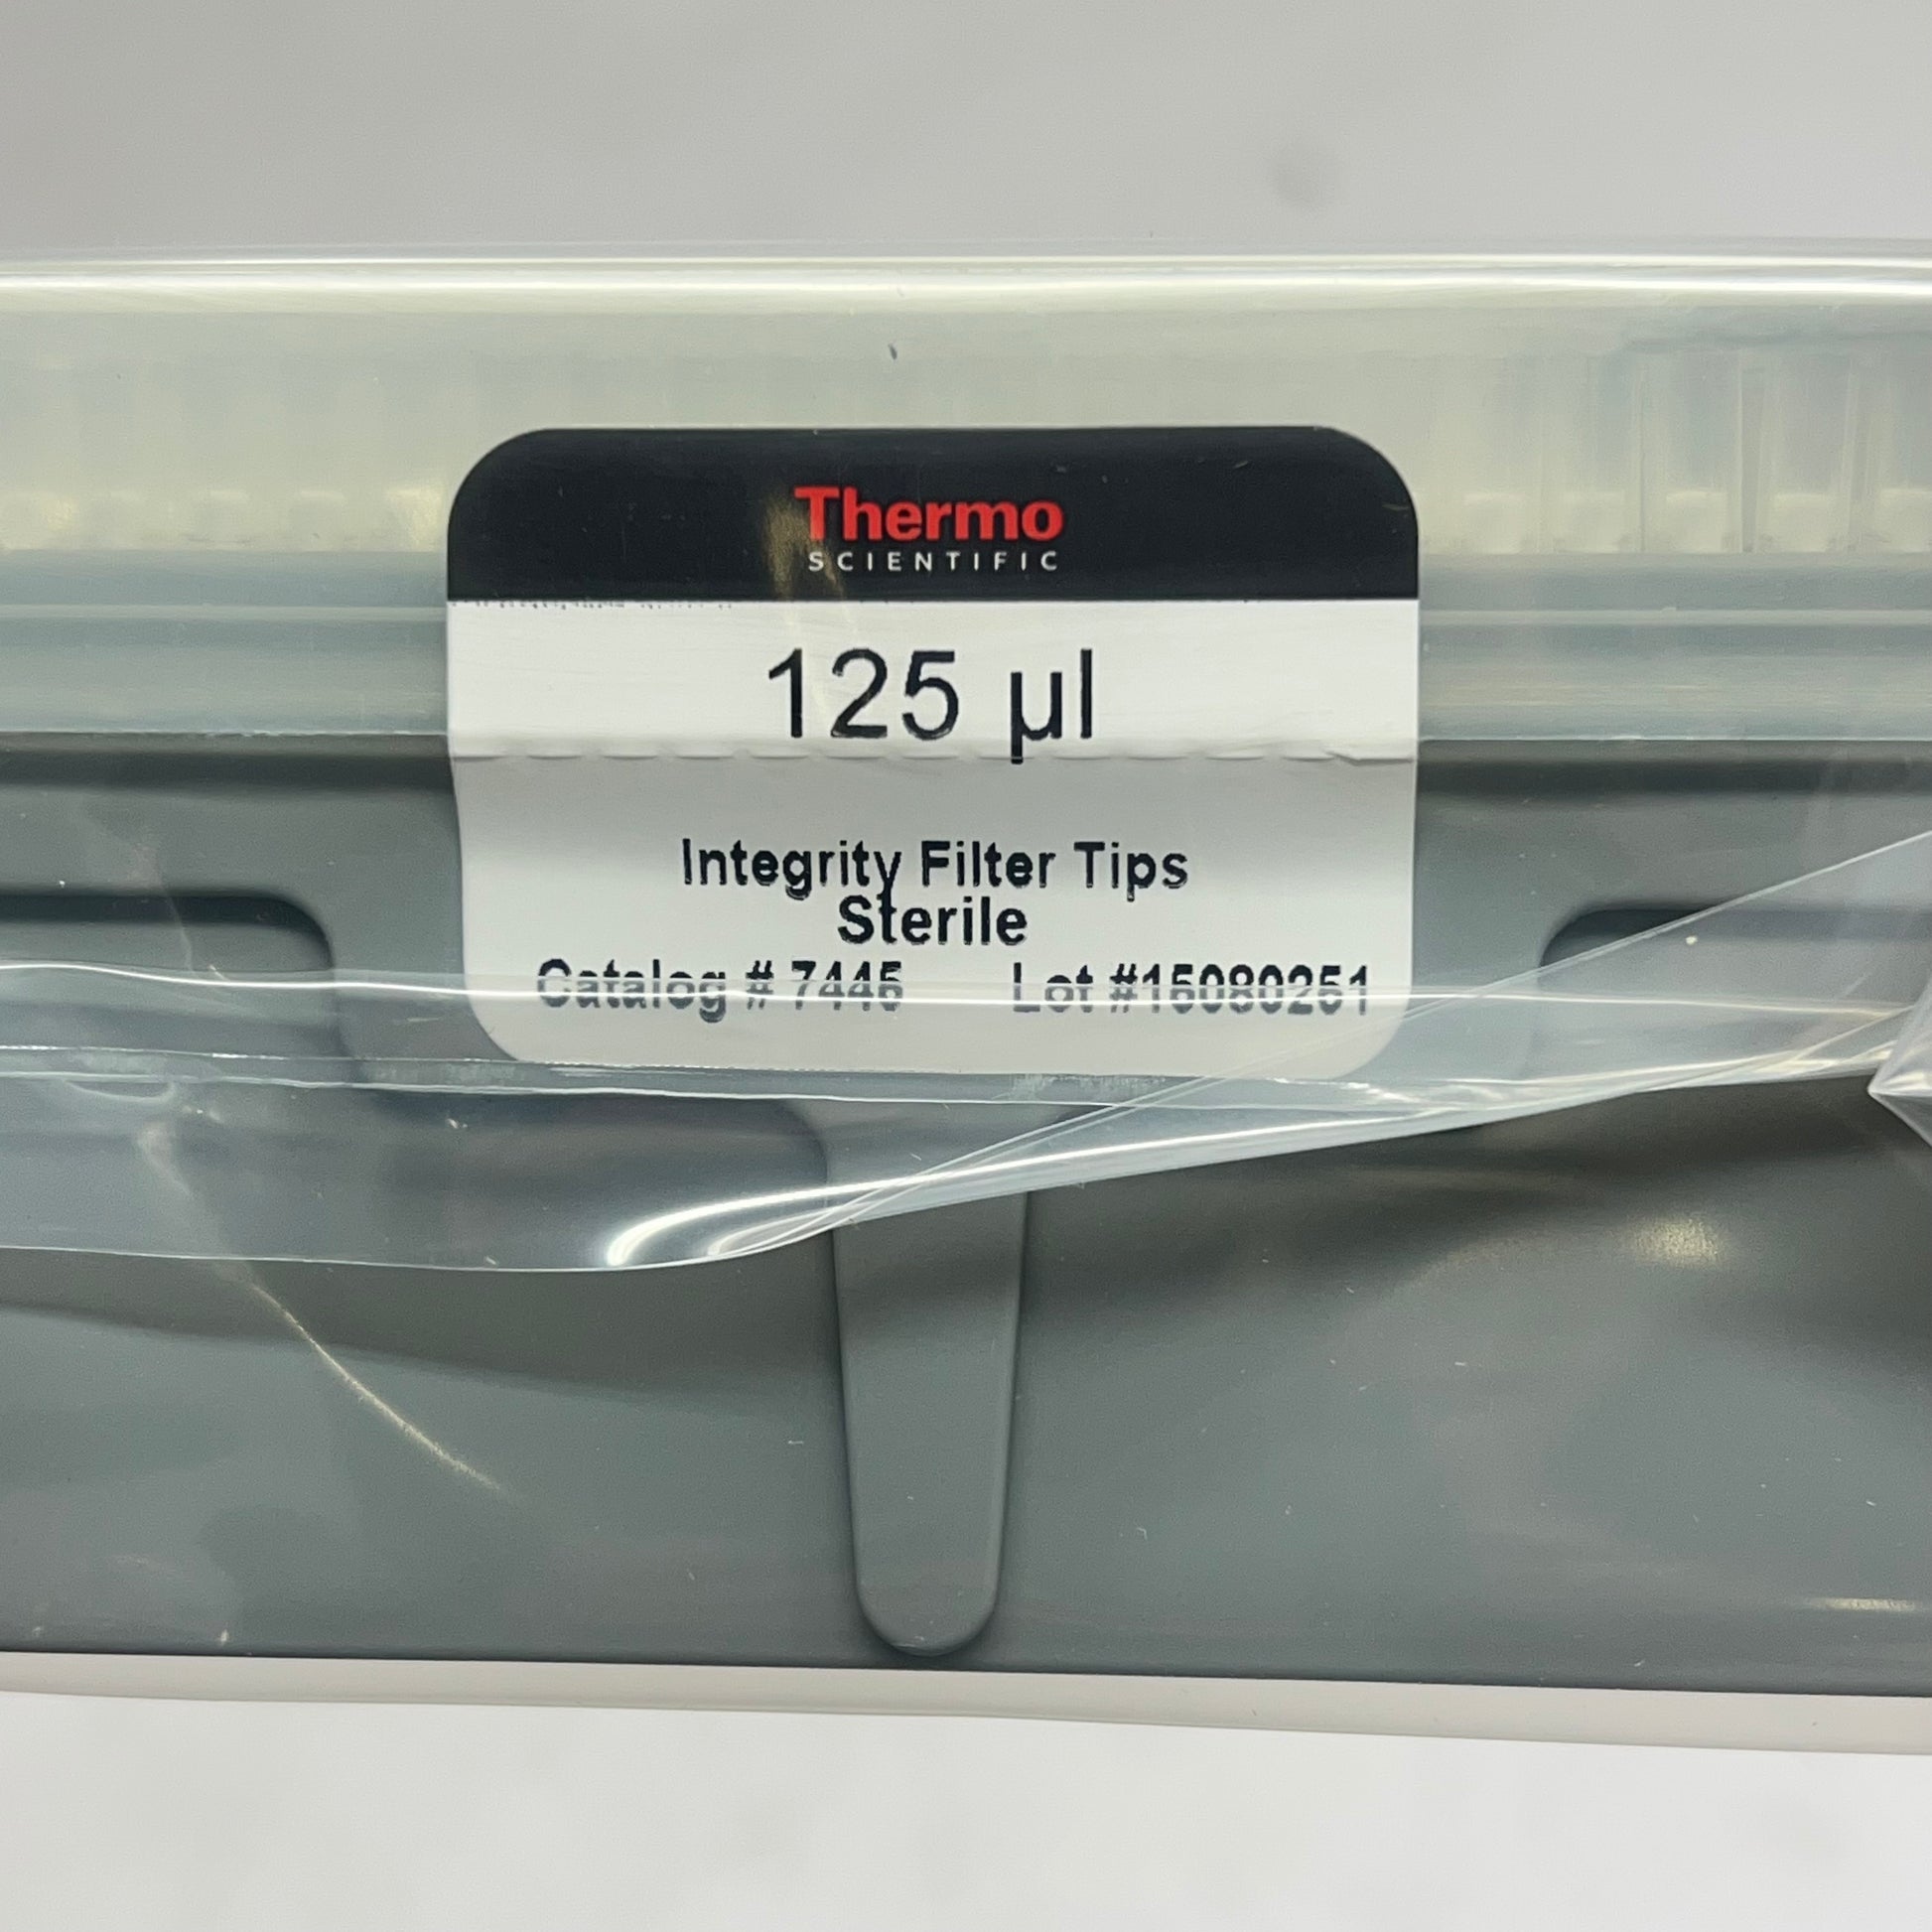 Thermo
SCIENTIFIC
125 µl
Integrity Filter Tips
Sterile
Catalog # 7445 Lot #15080251